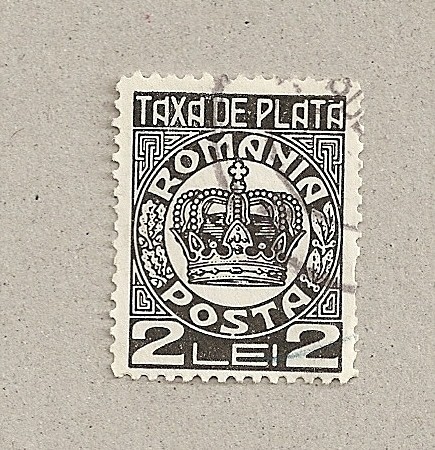 TAXA DE PLATA
ROMANIA
POSTA
2 LEI 2